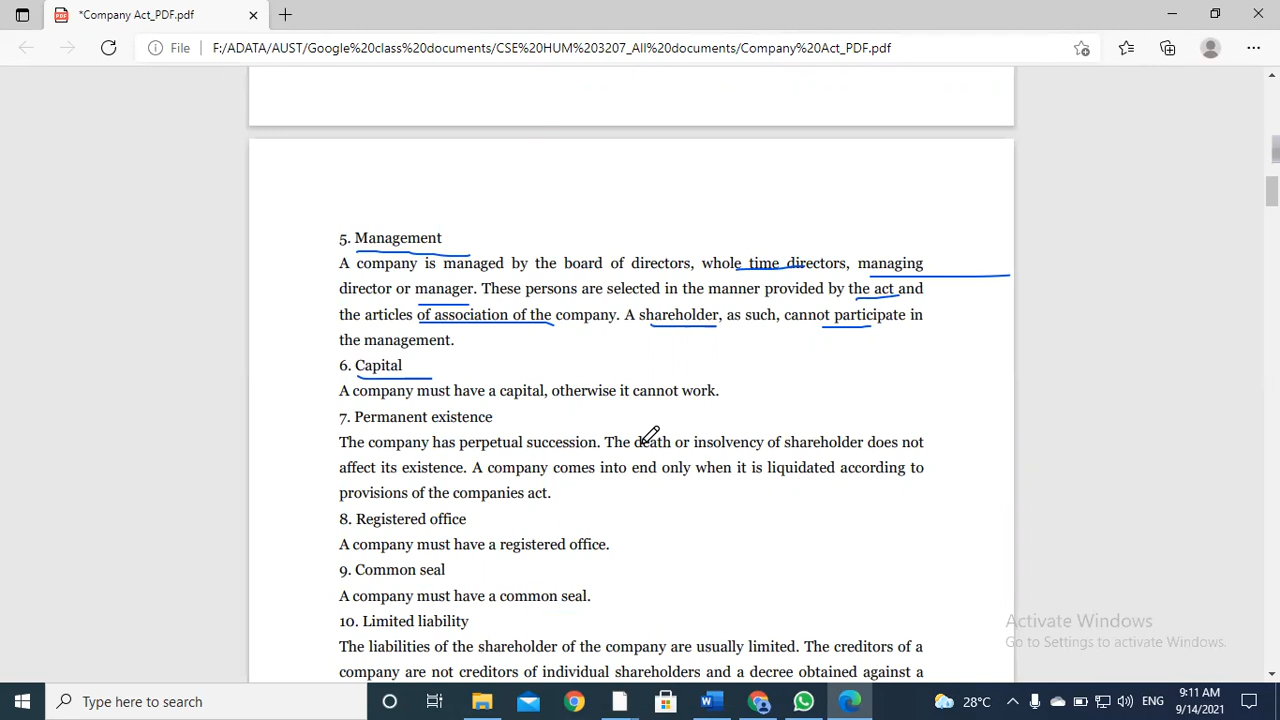 *Company Act_PDF.pdf
File F:/ADATA/AUST/Google%20class%20documents/CSE%20HUM%203207_All%20documents/Company%20Act_PDF.pdf
5. Management
A company is managed by the board of directors, whole time directors, managing
director or manager. These persons are selected in the manner provided by the act and
the articles of association of the company. A shareholder, as such, cannot participate in
the management.
6. Capital
A company must have a capital, otherwise it cannot work.
7. Permanent existence
The company has perpetual succession. The death or insolvency of shareholder does not
affect its existence. A company comes into end only when it is liquidated according to
provisions of the companies act.
8. Registered office
A company must have a registered office.
9. Common seal
A company must have a common seal.
10. Limited liability
The liabilities of the shareholder of the company are usually limited. The creditors of a
company are not creditors of individual shareholders and a decree obtained against a
Activate Windows
Go to Settings to activate Windows.
Type here to search
28°C
ENG
9:11 AM
9/14/2021